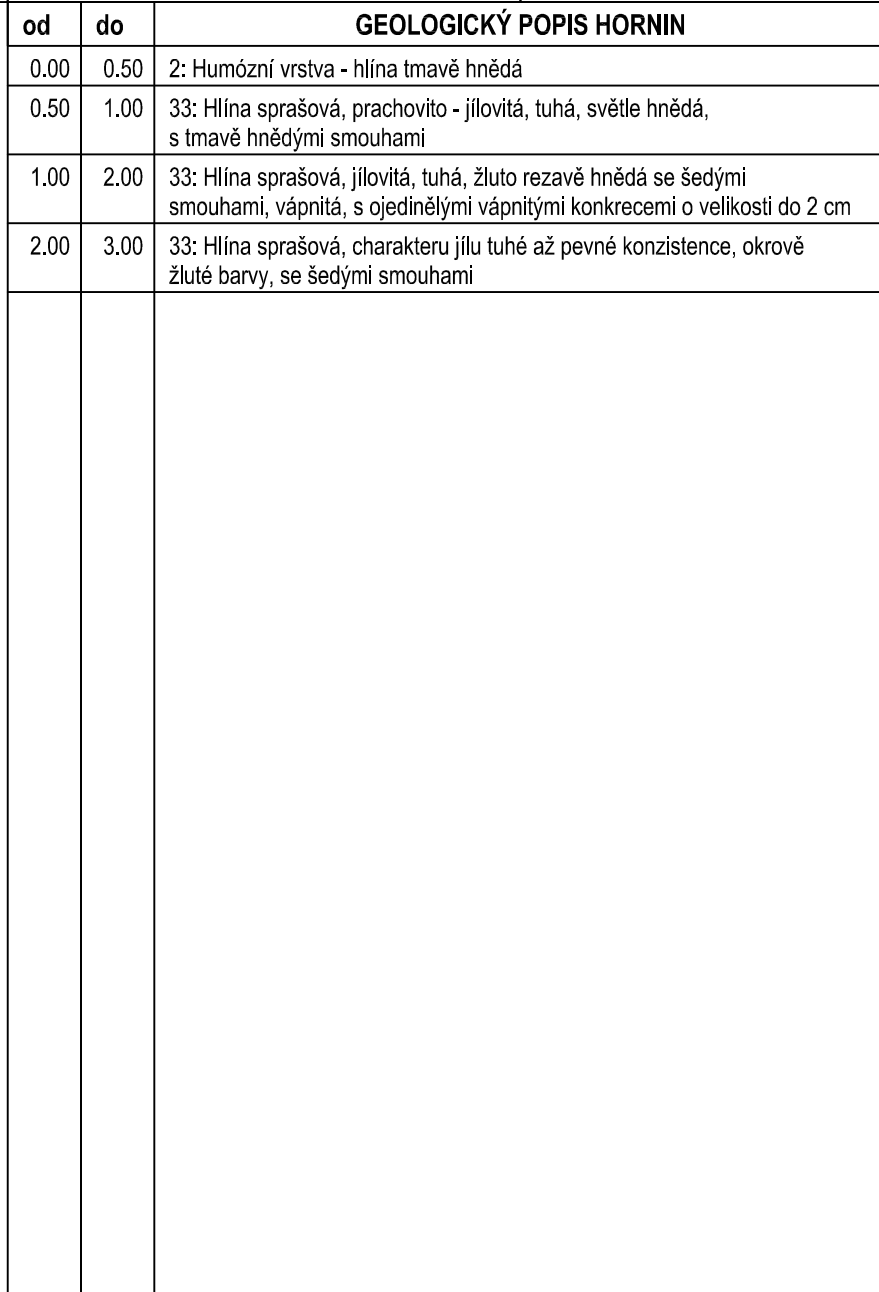 od do GEOLOGICKÝ POPIS HORNIN
0.00 0.50 2: Humózní vrstva - hlína tmavě hnědá
0.50 1.00 33: Hlína sprašová, prachovito - jílovitá, tuhá, světle hnědá,
s tmavě hnědými smouhami
1.00 2.00 33: Hlína sprašová, jílovitá, tuhá, žluto rezavě hnědá se šedými
smouhami, vápnitá, s ojedinělými vápnitými konkrecemi o velikosti do 2 cm
2.00 3.00 33: Hlína sprašová, charakteru jílu tuhé až pevné konzistence, okrově
žluté barvy, se šedými smouhami